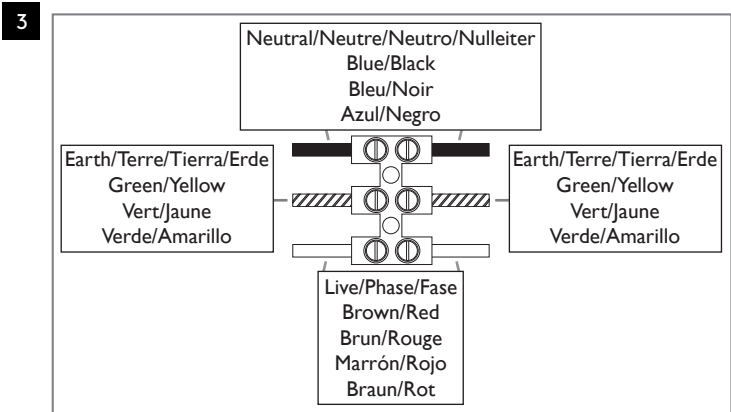 3
Neutral/Neutre/Neutro/Nulleiter
Blue/Black
Bleu/Noir
Azul/Negro
Earth/Terre/Tierra/Erde
Green/Yellow
Vert/Jaune
Verde/Amarillo
Earth/Terre/Tierra/Erde
Green/Yellow
Vert/Jaune
Verde/Amarillo
Live/Phase/Fase
Brown/Red
Brun/Rouge
Marrón/Rojo
Braun/Rot